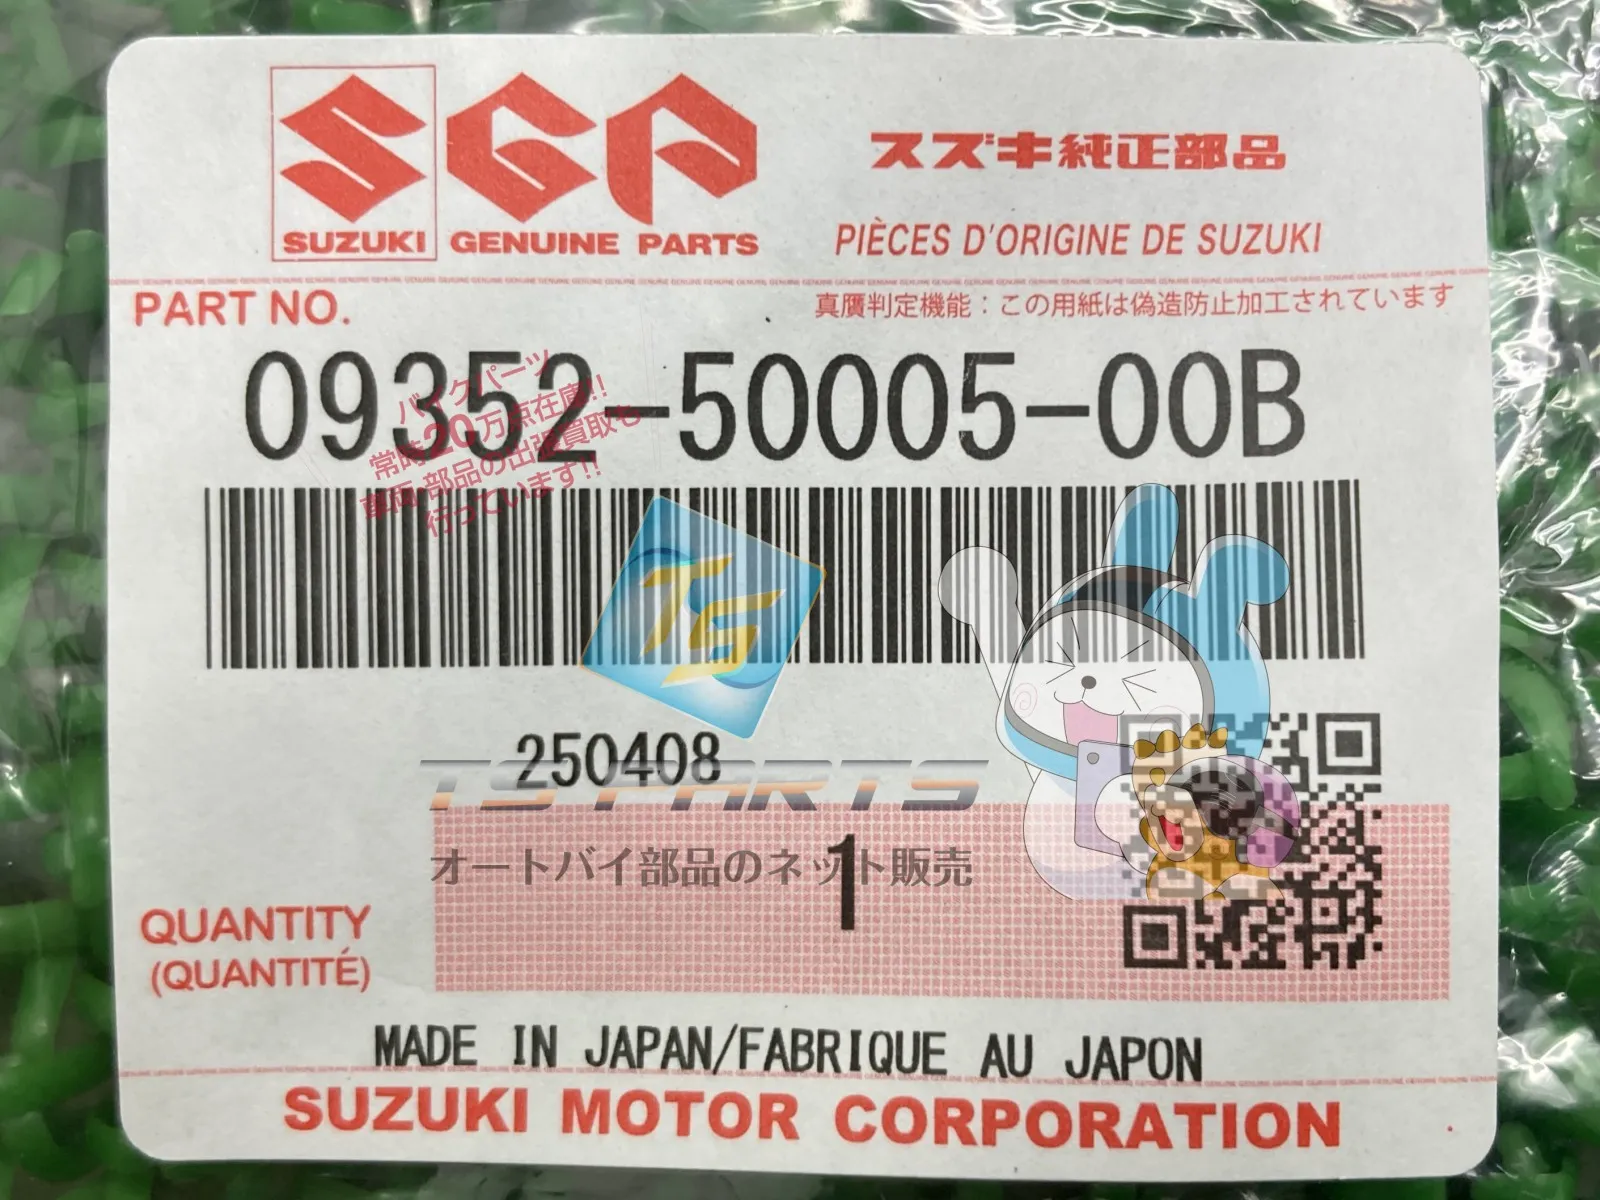 SGP
SUZUKI GENUINE PARTS
スズキ純正部品
PIÈCES D'ORIGINE DE SUZUKI
PART NO.
真贋判定機能：この用紙は偽造防止加工されています
09352-50005-00B
バイクパーツ
常時20万点在庫!!
車両・部品の出張買取も
行っています!!
TS
250408
TS PARTS
オートバイ部品のネット販売
1
QUANTITY
(QUANTITÉ)
MADE IN JAPAN/FABRIQUE AU JAPON
SUZUKI MOTOR CORPORATION